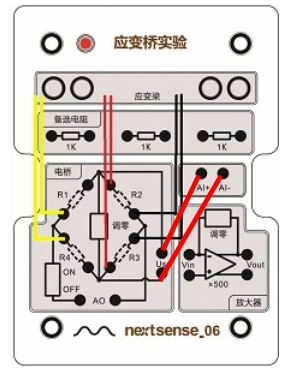 应变桥实验
应变梁
备选电阻
1K 1K 1K
电桥
R1 R2
AI+ AI-
调零
调零
R4 R3
ON
Us
Vin Vout
OFF
×500
AO
放大器
nextsense_06